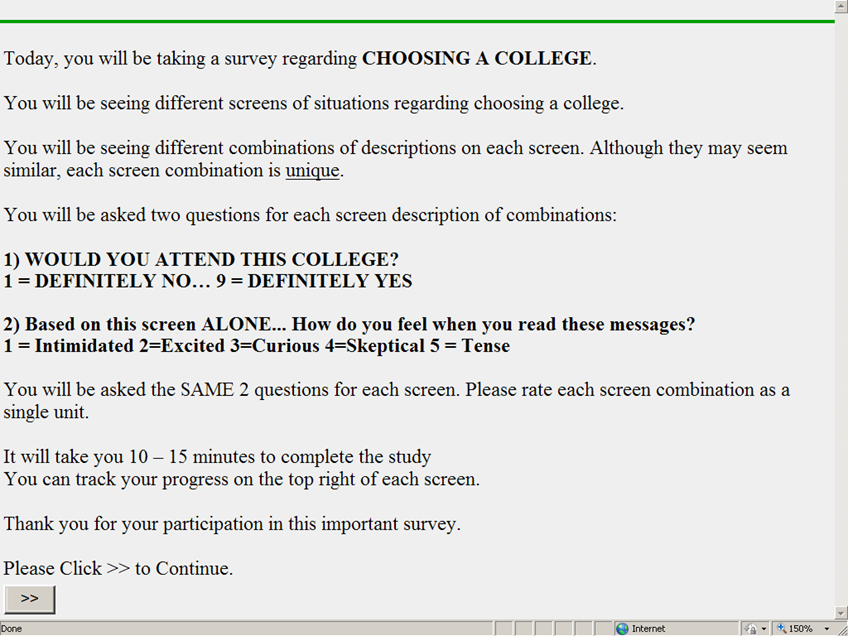 Today, you will be taking a survey regarding CHOOSING A COLLEGE.
You will be seeing different screens of situations regarding choosing a college.
You will be seeing different combinations of descriptions on each screen. Although they may seem
similar, each screen combination is unique.
You will be asked two questions for each screen description of combinations:
1) WOULD YOU ATTEND THIS COLLEGE?
1 = DEFINITELY NO… 9 = DEFINITELY YES
2) Based on this screen ALONE... How do you feel when you read these messages?
1 = Intimidated 2=Excited 3=Curious 4=Skeptical 5 = Tense
You will be asked the SAME 2 questions for each screen. Please rate each screen combination as a
single unit.
It will take you 10 – 15 minutes to complete the study
You can track your progress on the top right of each screen.
Thank you for your participation in this important survey.
Please Click >> to Continue.
>>
Done Internet 150%